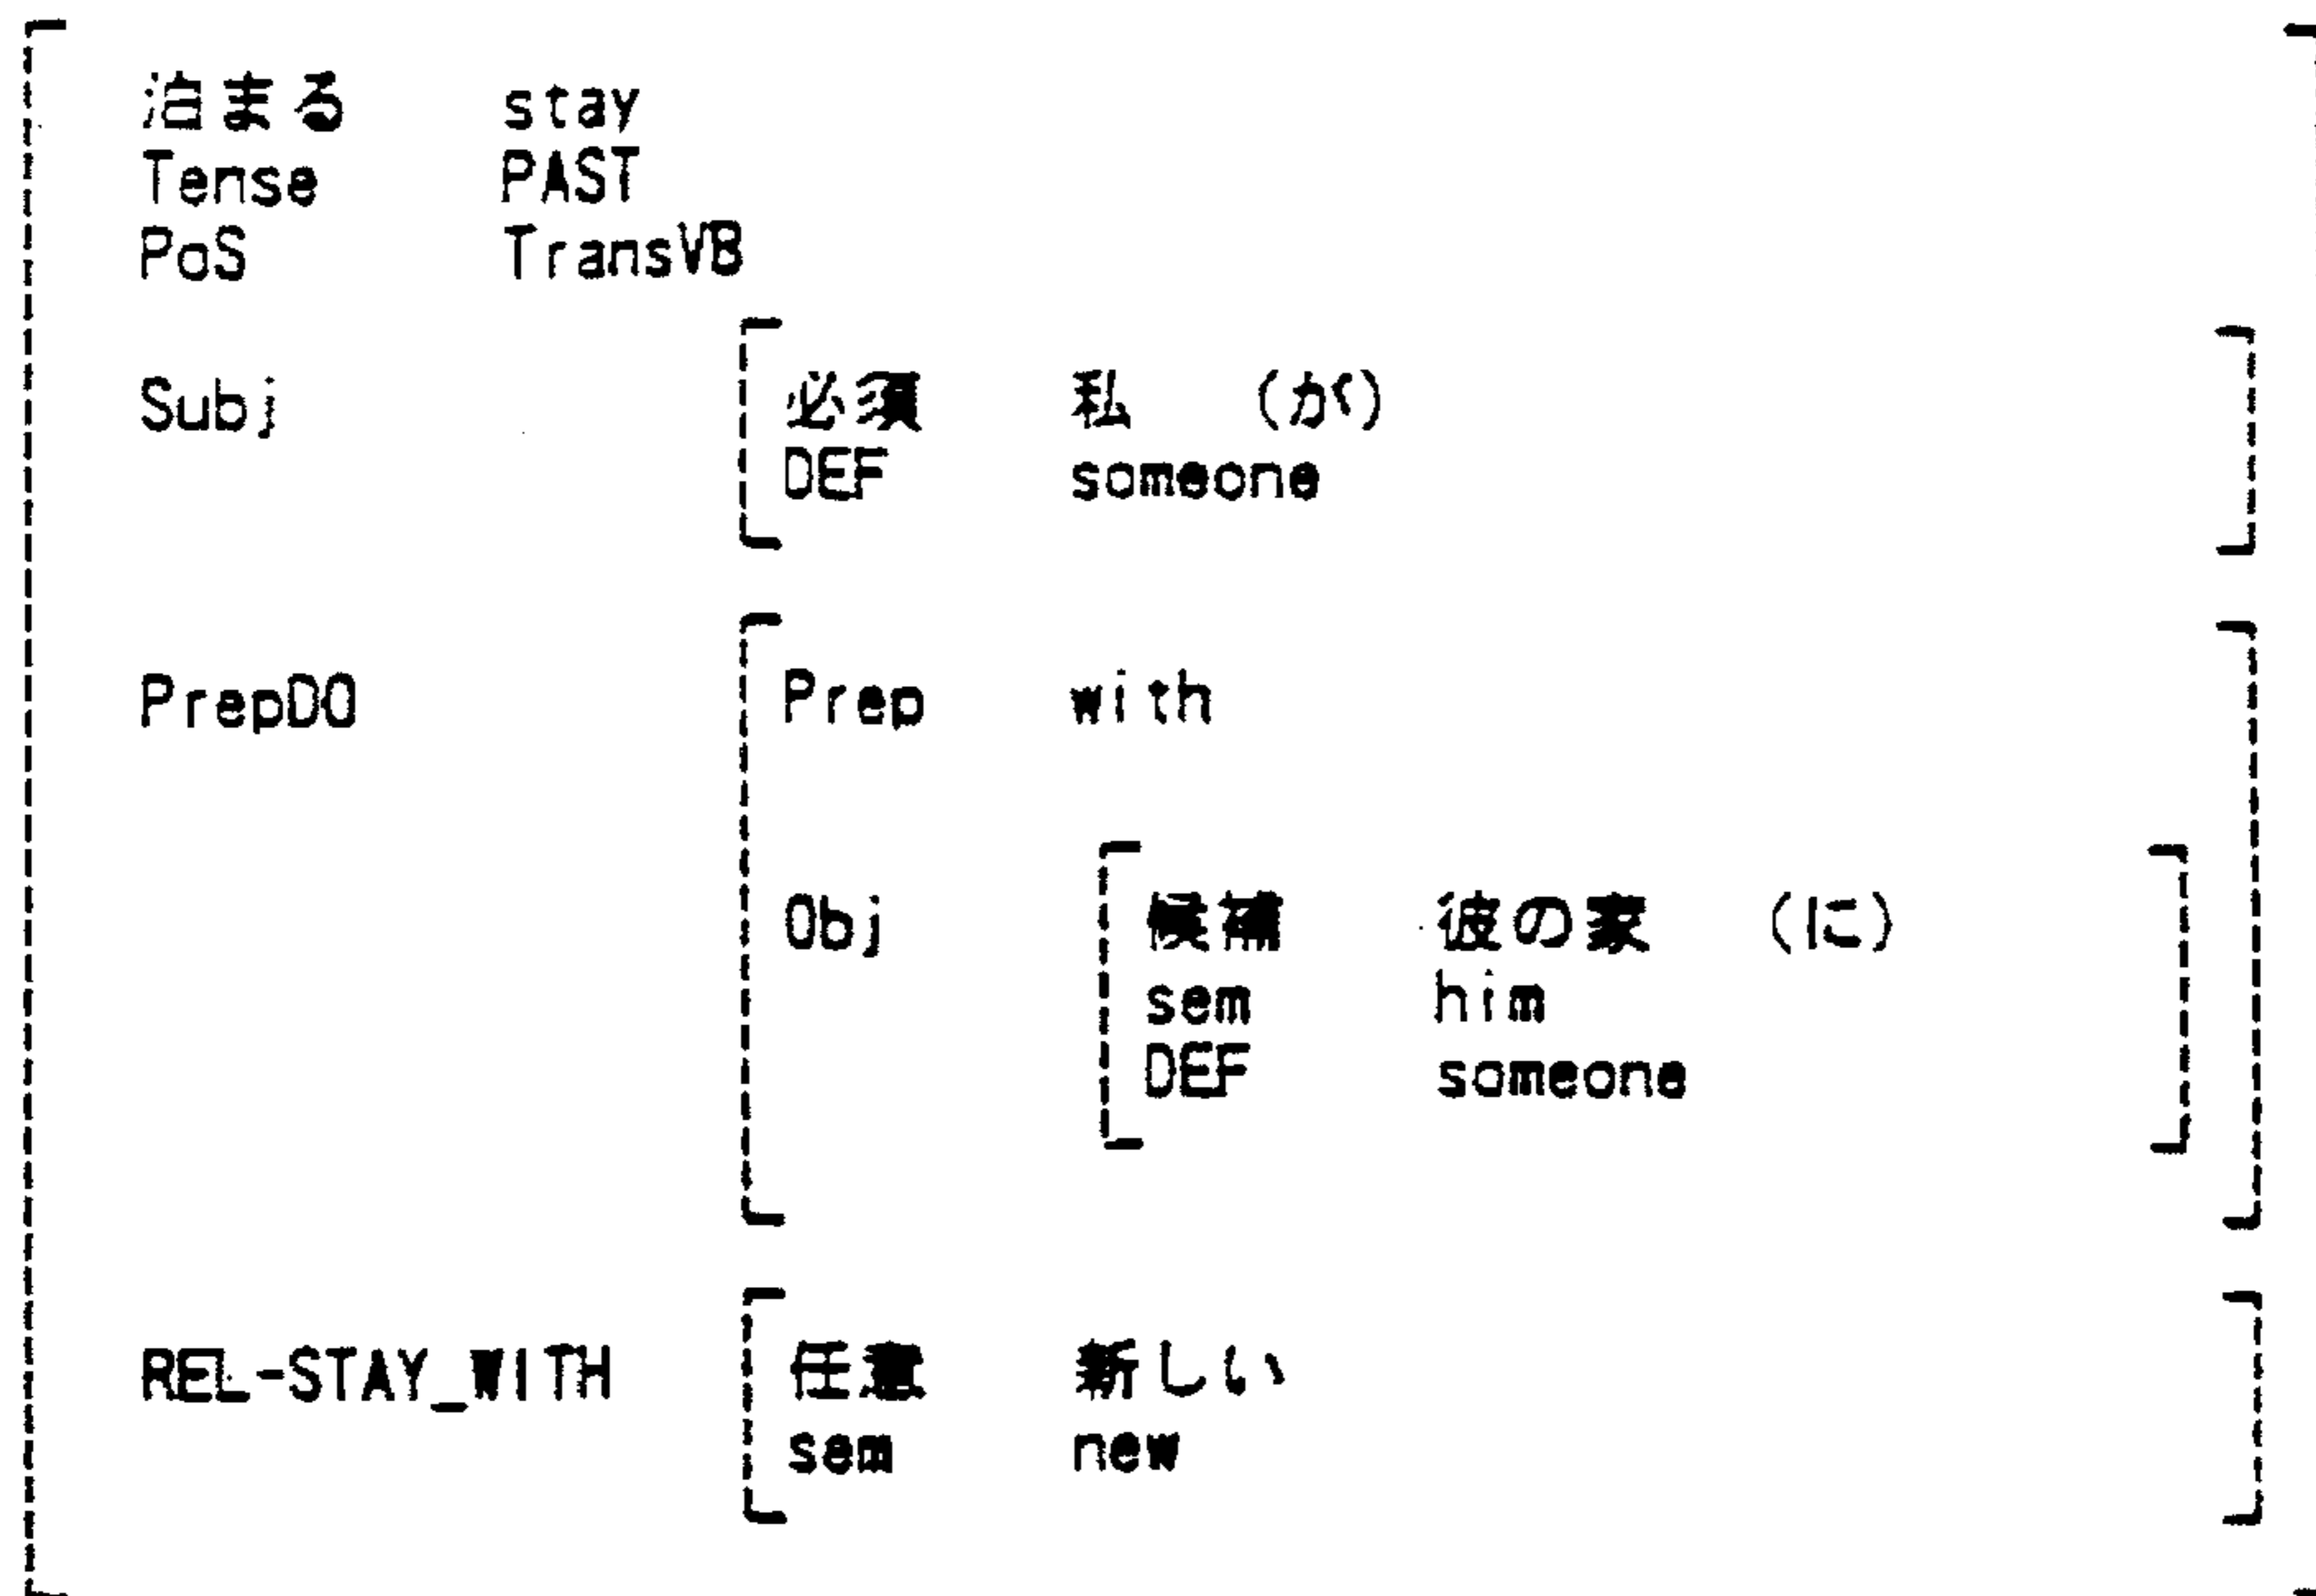 泊まる stay
Tense PAST
PoS TransVB
Subj 必須 私 (が)
DEF someone
PrepDO Prep with
Obj 候補 彼の家 (に)
sem him
DEF someone
REL-STAY_WITH 任意 新しい
sem new